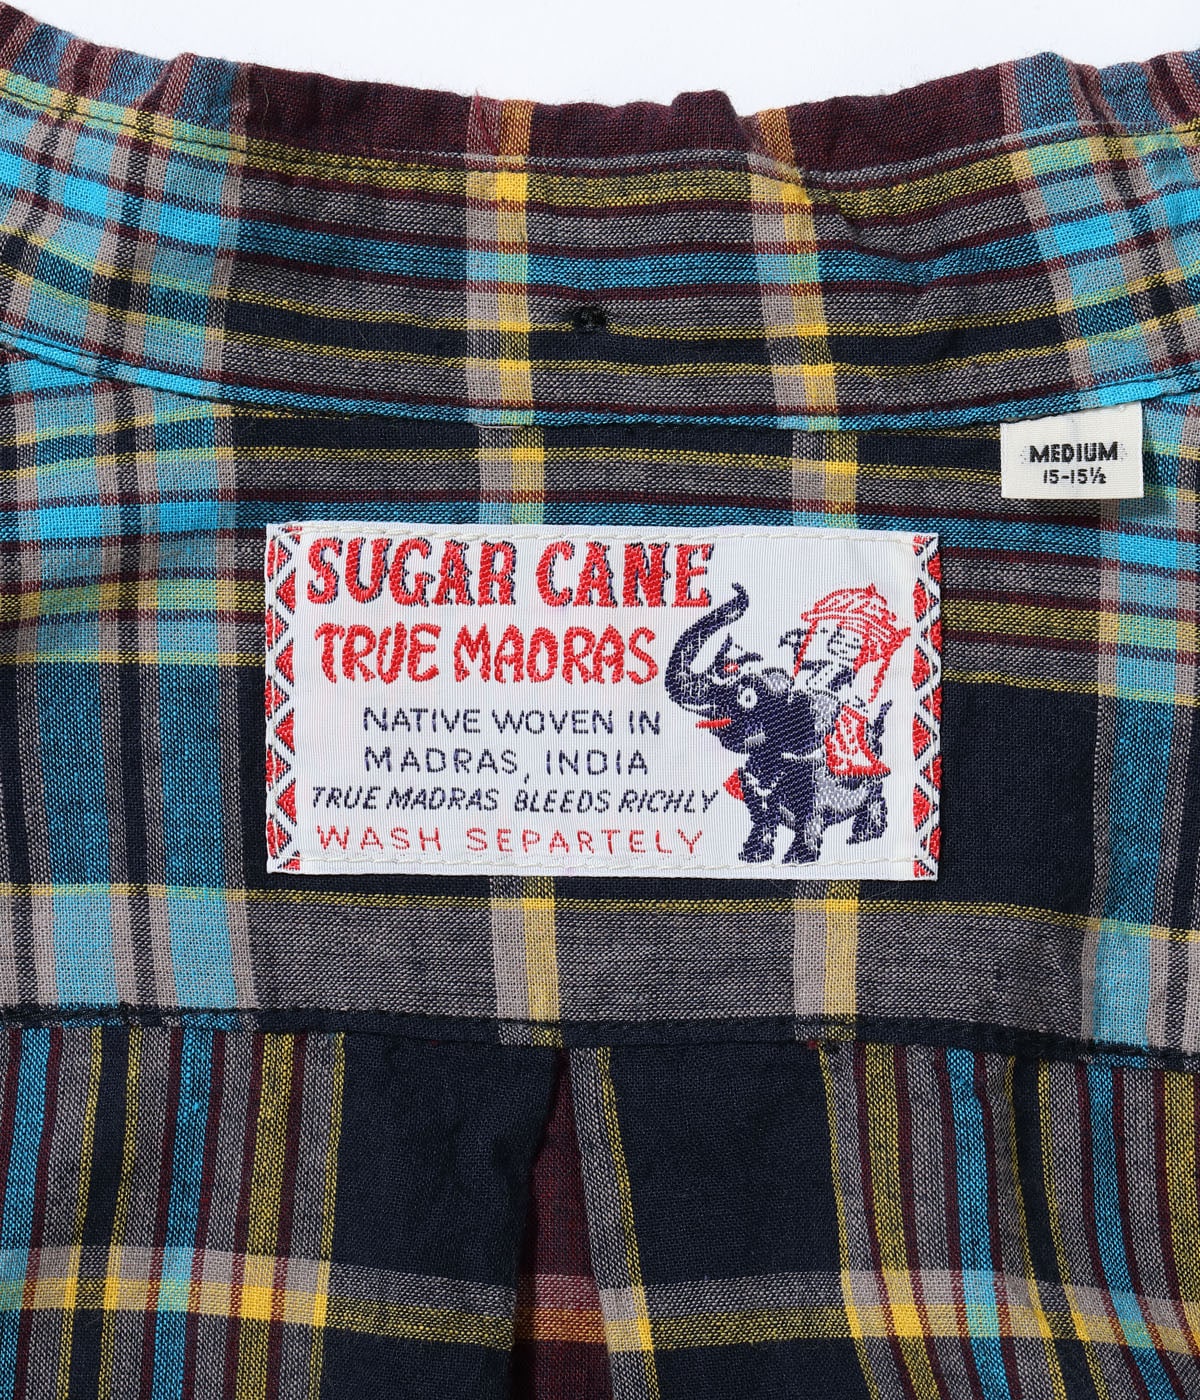 MEDIUM
15-15½
SUGAR CANE
TRUE MADRAS
NATIVE WOVEN IN
MADRAS, INDIA
TRUE MADRAS BLEEDS RICHLY
WASH SEPARTELY